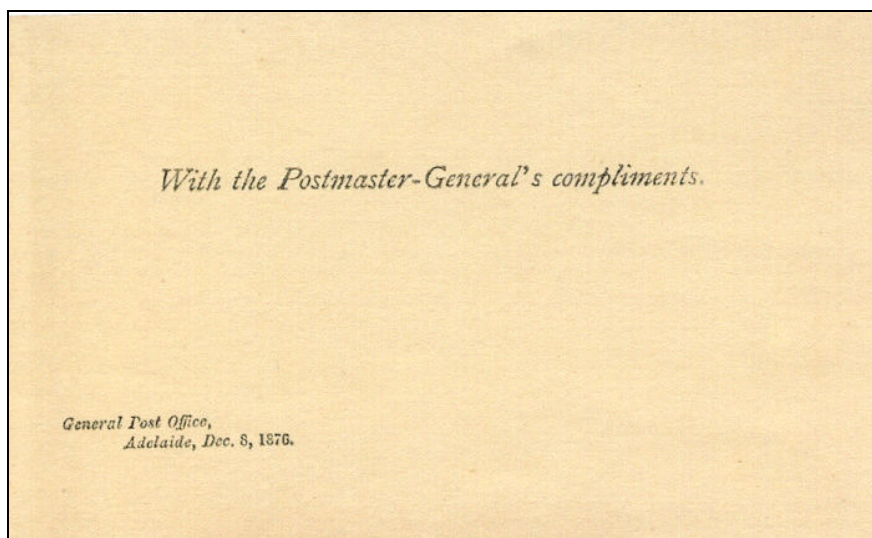 With the Postmaster-General's compliments.
General Post Office,
Adelaide, Dec. 8, 1876.